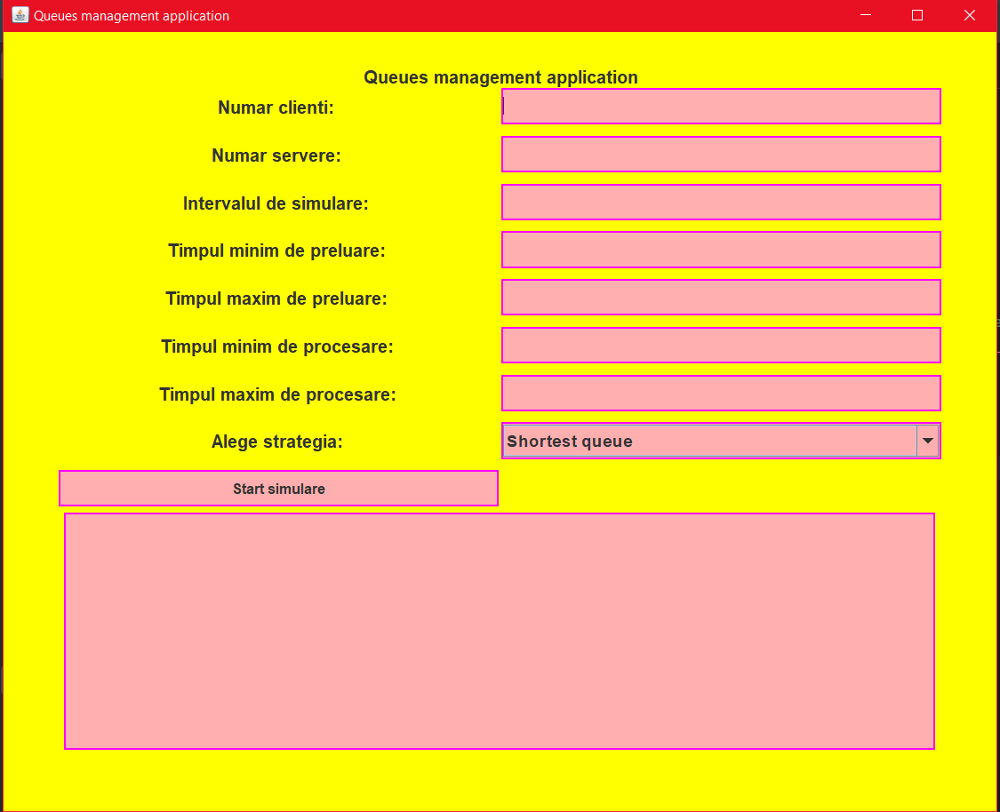 Queues management application
Queues management application
Numar clienti:
Numar servere:
Intervalul de simulare:
Timpul minim de preluare:
Timpul maxim de preluare:
Timpul minim de procesare:
Timpul maxim de procesare:
Alege strategia: Shortest queue
Start simulare